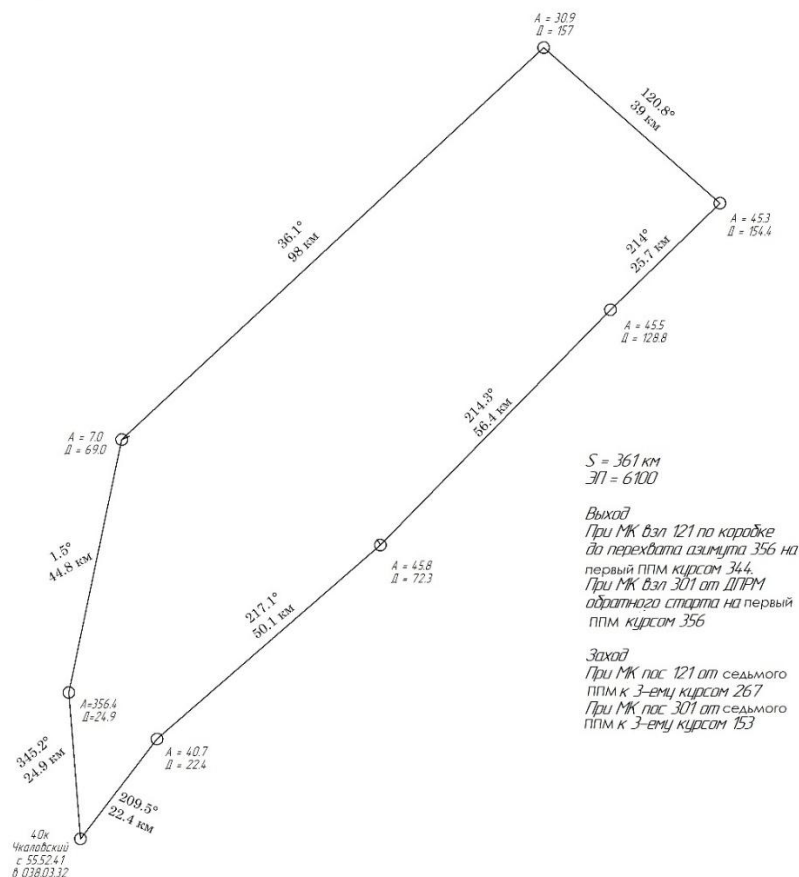 А = 30.9
Д = 157
120.8°
39 км
А = 45.3
Д = 154.4
36.1°
98 км
214°
25.7 км
А = 45.5
Д = 128.8
214.3°
56.4 км
А = 7.0
Д = 69.0
S = 361 км
ЭП = 6100
Выход
При МК взл 121 по коробке
до перехвата азимута 356 на
первый ППМ курсом 344.
При МК взл 301 от ДПРМ
обратного старта на первый
ППМ курсом 356
1.5°
44.8 км
А = 45.8
Д = 72.3
217.1°
50.1 км
Заход
При МК пос 121 от седьмого
ППМ к 3-ему курсом 267
При МК пос 301 от седьмого
ППМ к 3-ему курсом 153
А=356.4
Д=24.9
А = 40.7
Д = 22.4
345.2°
24.9 км
209.5°
22.4 км
40к
Чкаловский
с 55.52.41
в 038.03.32